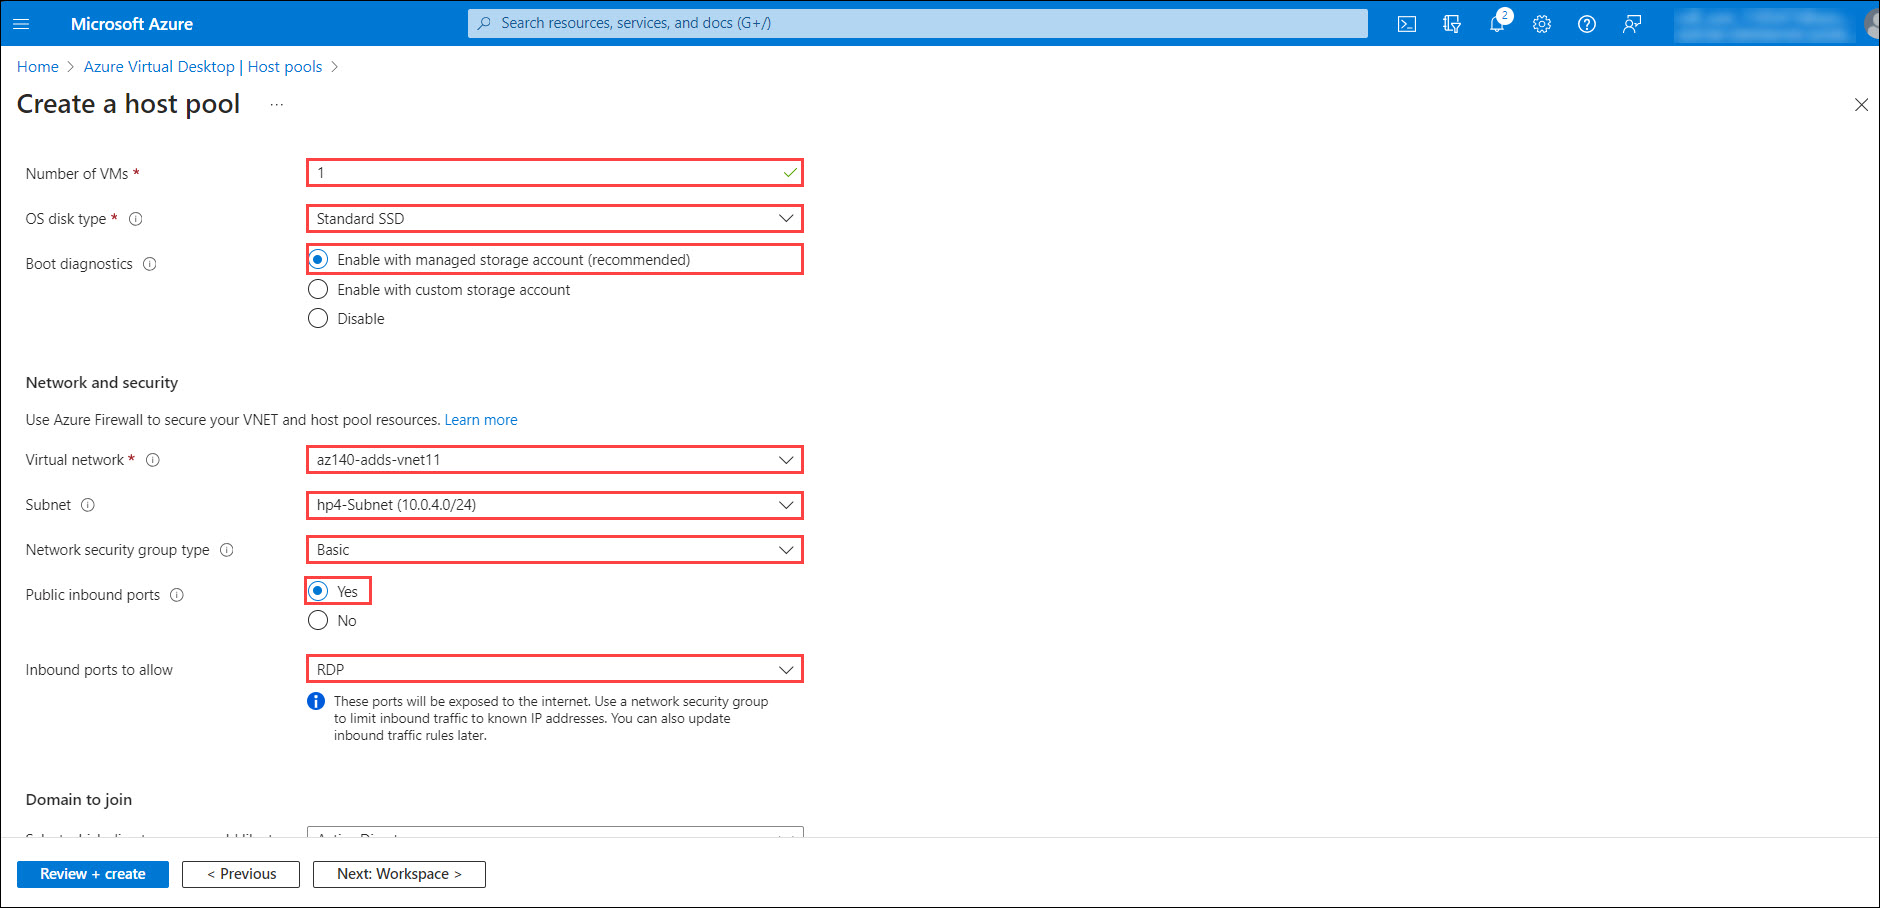 Microsoft Azure
Search resources, services, and docs (G+/)
2
Home > Azure Virtual Desktop | Host pools >
Create a host pool ...
Number of VMs * 1
OS disk type * Standard SSD
Boot diagnostics Enable with managed storage account (recommended)
Enable with custom storage account
Disable
Network and security
Use Azure Firewall to secure your VNET and host pool resources. Learn more
Virtual network * az140-adds-vnet11
Subnet hp4-Subnet (10.0.4.0/24)
Network security group type Basic
Public inbound ports Yes
No
Inbound ports to allow RDP
These ports will be exposed to the internet. Use a network security group
to limit inbound traffic to known IP addresses. You can also update
inbound traffic rules later.
Domain to join
Review + create
< Previous
Next: Workspace >